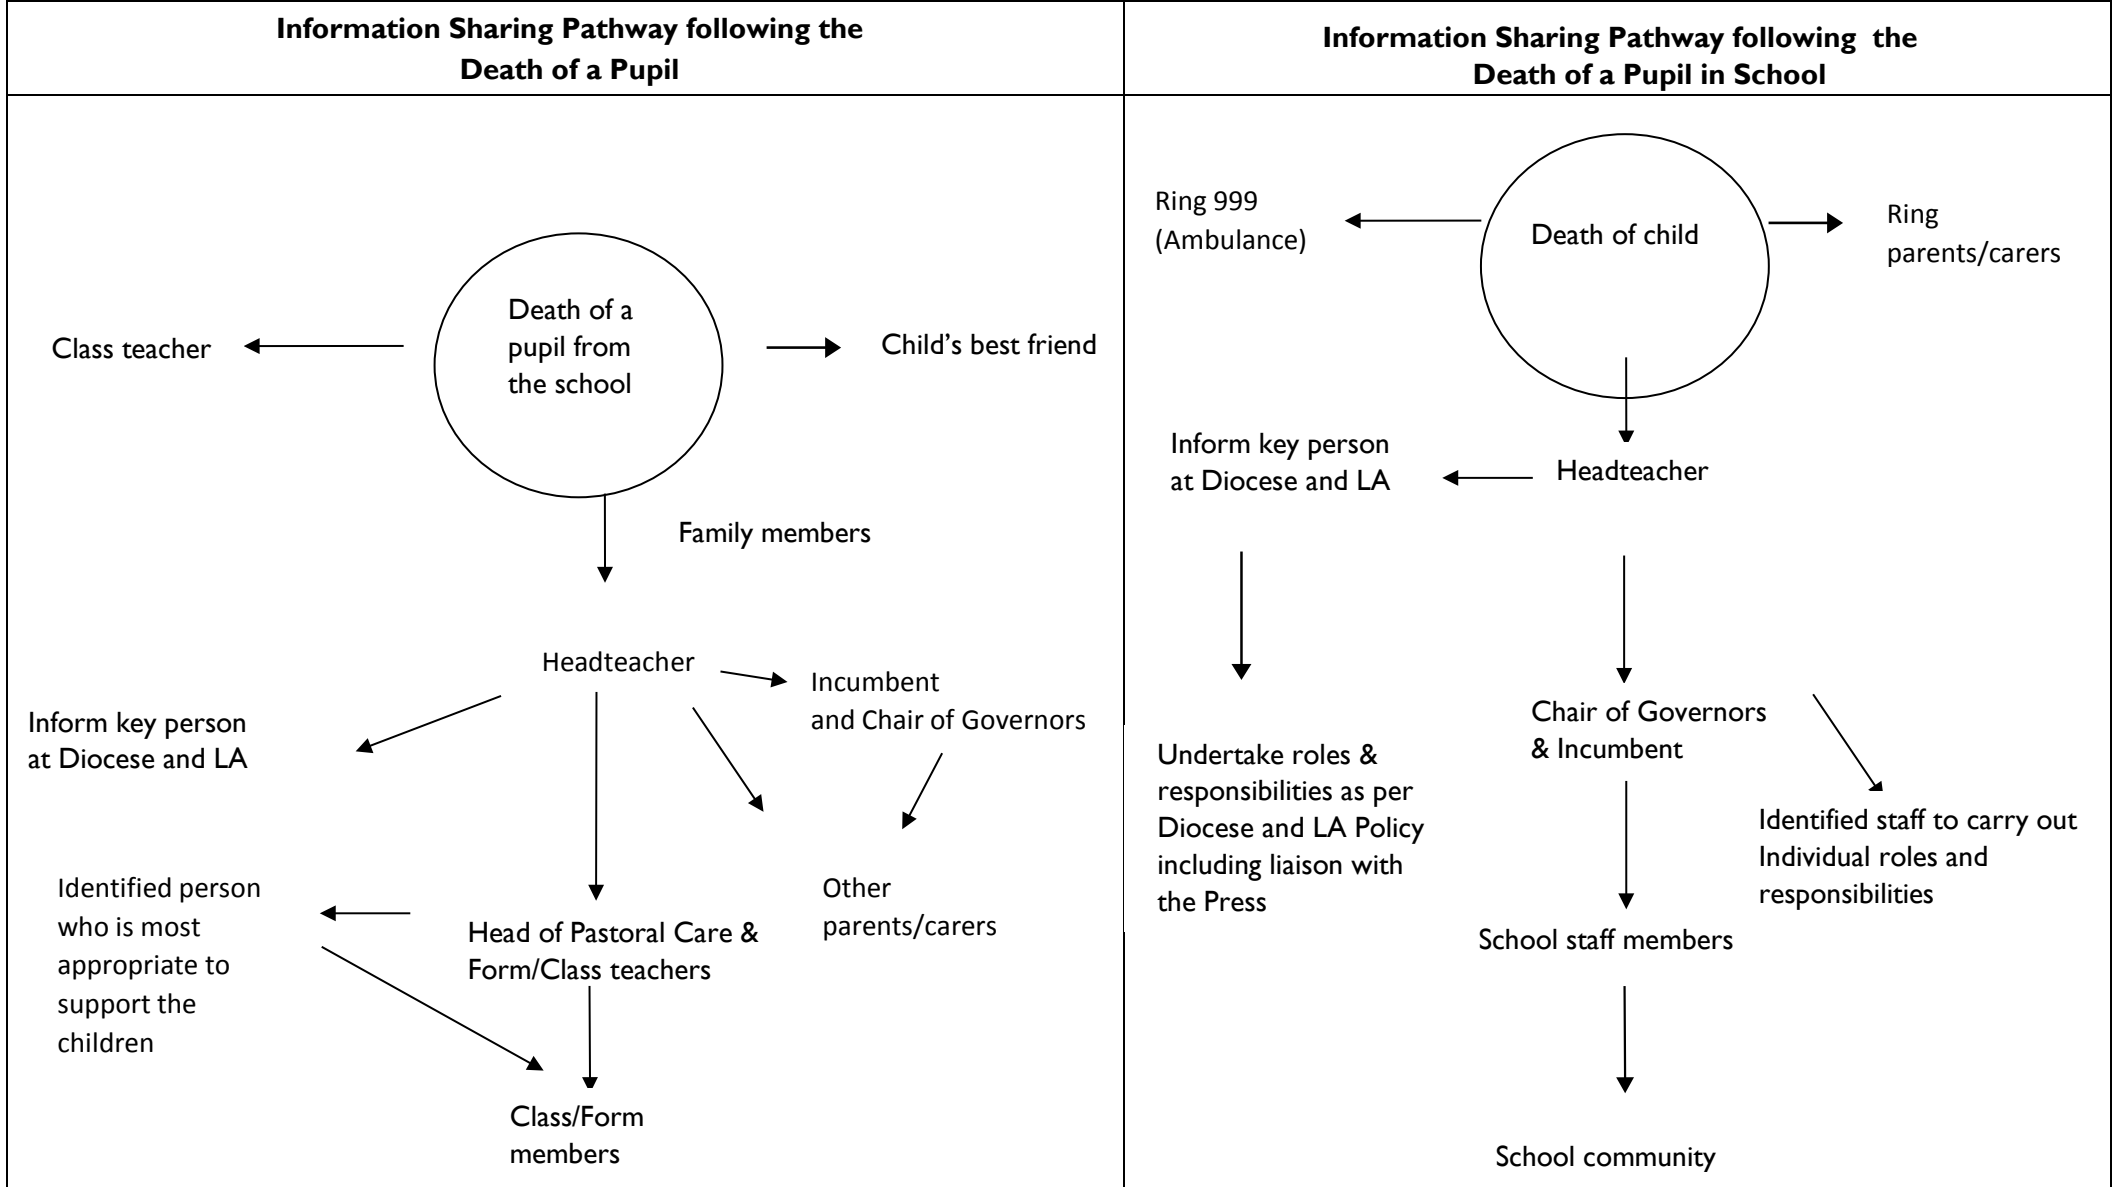 Information Sharing Pathway following the
Death of a Pupil
Death of a
pupil from
the school
Class teacher
Child’s best friend
Family members
Headteacher
Incumbent
and Chair of Governors
Inform key person
at Diocese and LA
Identified person
who is most
appropriate to
support the
children
Head of Pastoral Care &
Form/Class teachers
Other
parents/carers
Class/Form
members
Information Sharing Pathway following  the
Death of a Pupil in School
Ring 999
(Ambulance)
Death of child
Ring
parents/carers
Inform key person
at Diocese and LA
Headteacher
Undertake roles &
responsibilities as per
Diocese and LA Policy
including liaison with
the Press
Chair of Governors
& Incumbent
Identified staff to carry out
Individual roles and
responsibilities
School staff members
School community